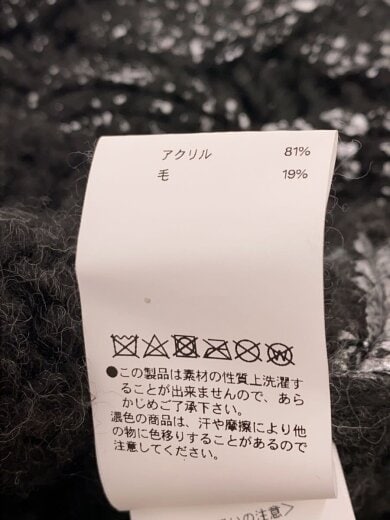 アクリル 81%
毛 19%
●この製品は素材の性質上洗濯す
ることが出来ませんので、あら
かじめご了承下さい。
濃色の商品は、汗や摩擦により他
の物に色移りすることがあるので
注意してください。
の注意＞